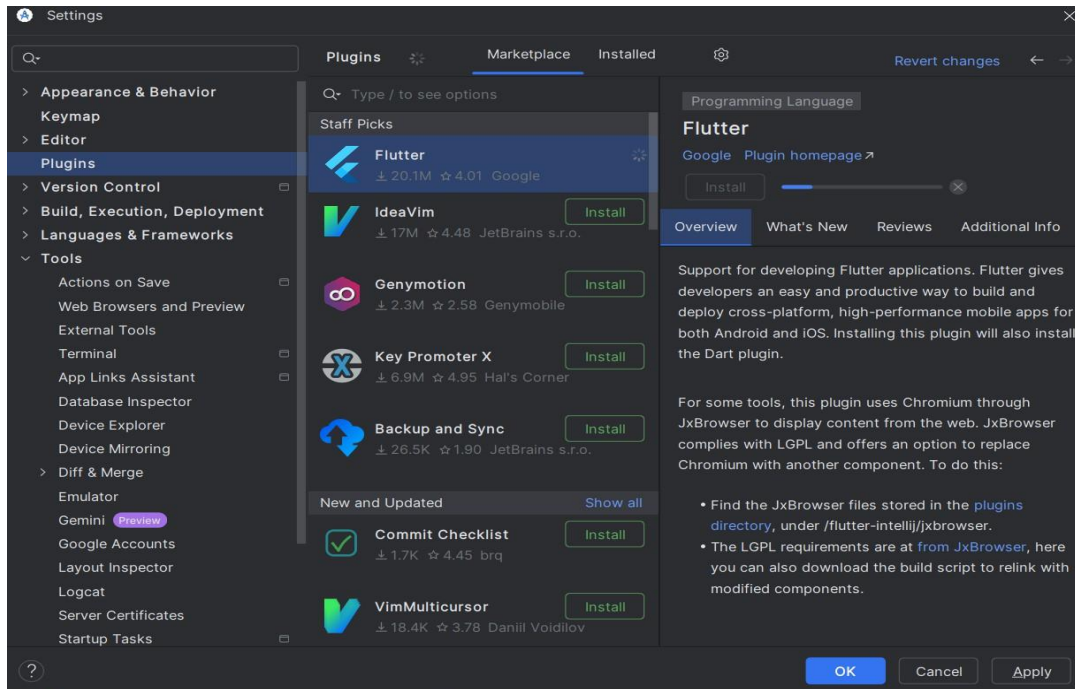 Settings
Appearance & Behavior
Keymap
Editor
Plugins
Version Control
Build, Execution, Deployment
Languages & Frameworks
Tools
Actions on Save
Web Browsers and Preview
External Tools
Terminal
App Links Assistant
Database Inspector
Device Explorer
Device Mirroring
Diff & Merge
Emulator
Gemini Preview
Google Accounts
Layout Inspector
Logcat
Server Certificates
Startup Tasks
?
Plugins Marketplace Installed
Type / to see options
Staff Picks
Flutter
20.1M 4.01 Google
IdeaVim Install
17M 4.48 JetBrains s.r.o.
Genymotion Install
2.3M 2.58 Genymobile
Key Promoter X Install
6.9M 4.95 Hal's Corner
Backup and Sync Install
26.5K 1.90 JetBrains s.r.o.
New and Updated Show all
Commit Checklist Install
1.7K 4.45 brq
VimMulticursor Install
18.4K 3.78 Daniil Voidilov
Revert changes
Programming Language
Flutter
Google Plugin homepage
Install
Overview What's New Reviews Additional Info
Support for developing Flutter applications. Flutter gives
developers an easy and productive way to build and
deploy cross-platform, high-performance mobile apps for
both Android and iOS. Installing this plugin will also install
the Dart plugin.
For some tools, this plugin uses Chromium through
JxBrowser to display content from the web. JxBrowser
complies with LGPL and offers an option to replace
Chromium with another component. To do this:
• Find the JxBrowser files stored in the plugins
directory, under /flutter-intellij/jxbrowser.
• The LGPL requirements are at from JxBrowser, here
you can also download the build script to relink with
modified components.
OK Cancel Apply